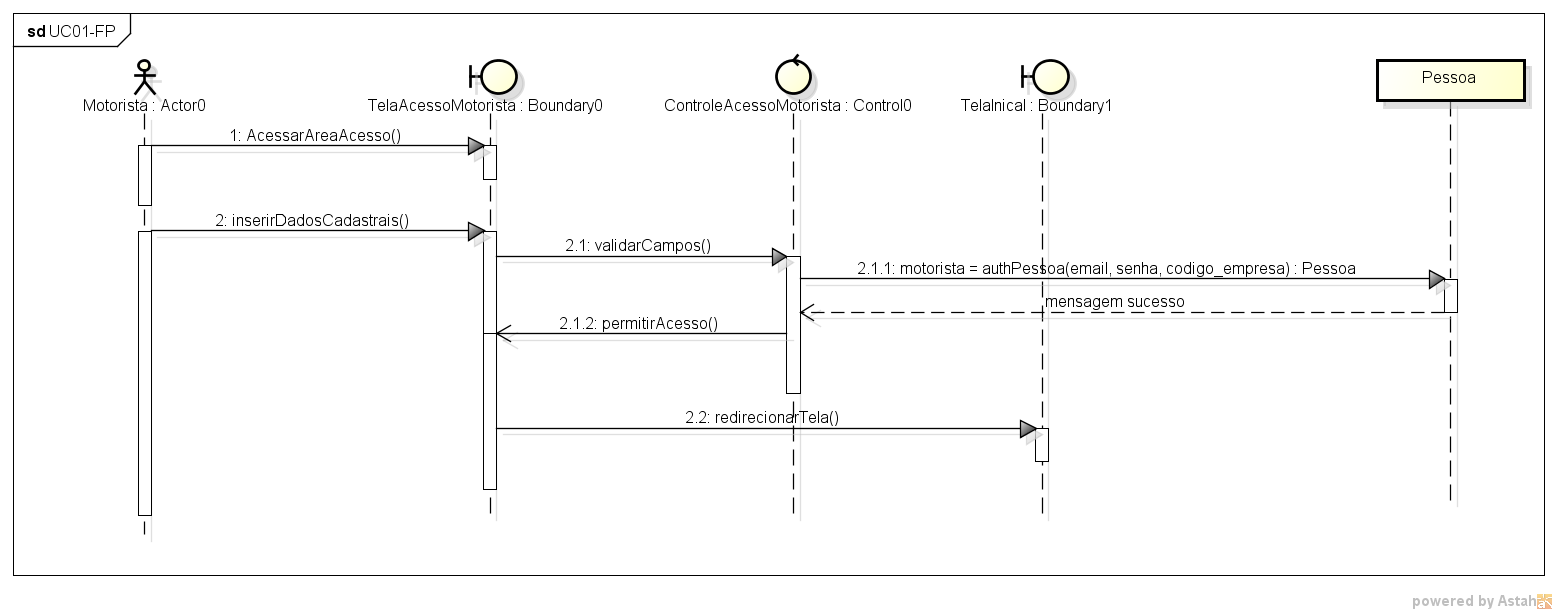 sd UC01-FP
Motorista : Actor0
TelaAcessoMotorista : Boundary0
ControleAcessoMotorista : Control0
TelaInical : Boundary1
Pessoa
1: AcessarAreaAcesso()
2: inserirDadosCadastrais()
2.1: validarCampos()
2.1.1: motorista = authPessoa(email, senha, codigo_empresa) : Pessoa
mensagem sucesso
2.1.2: permitirAcesso()
2.2: redirecionarTela()
powered by Astah